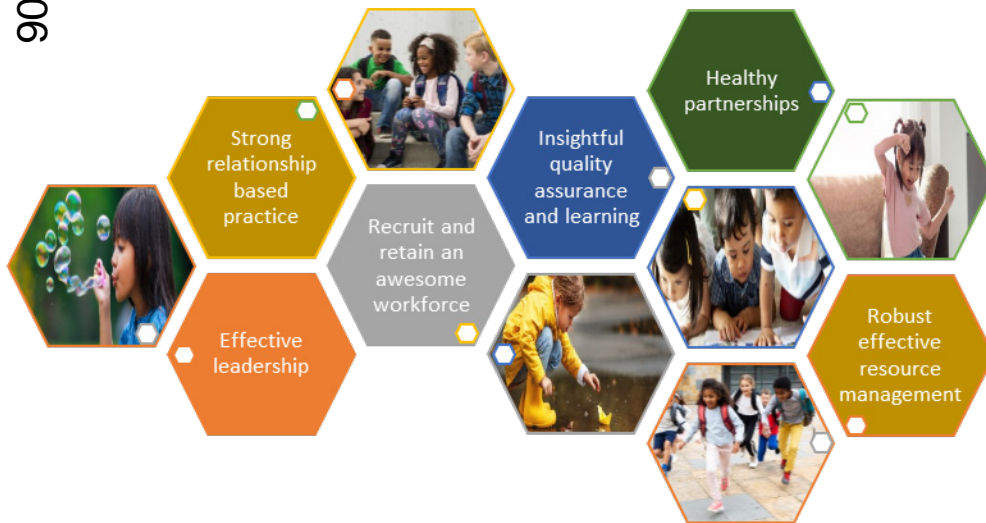 90
Strong
relationship
based
practice
Effective
leadership
Recruit and
retain an
awesome
workforce
Insightful
quality
assurance
and learning
Healthy
partnerships
Robust
effective
resource
management